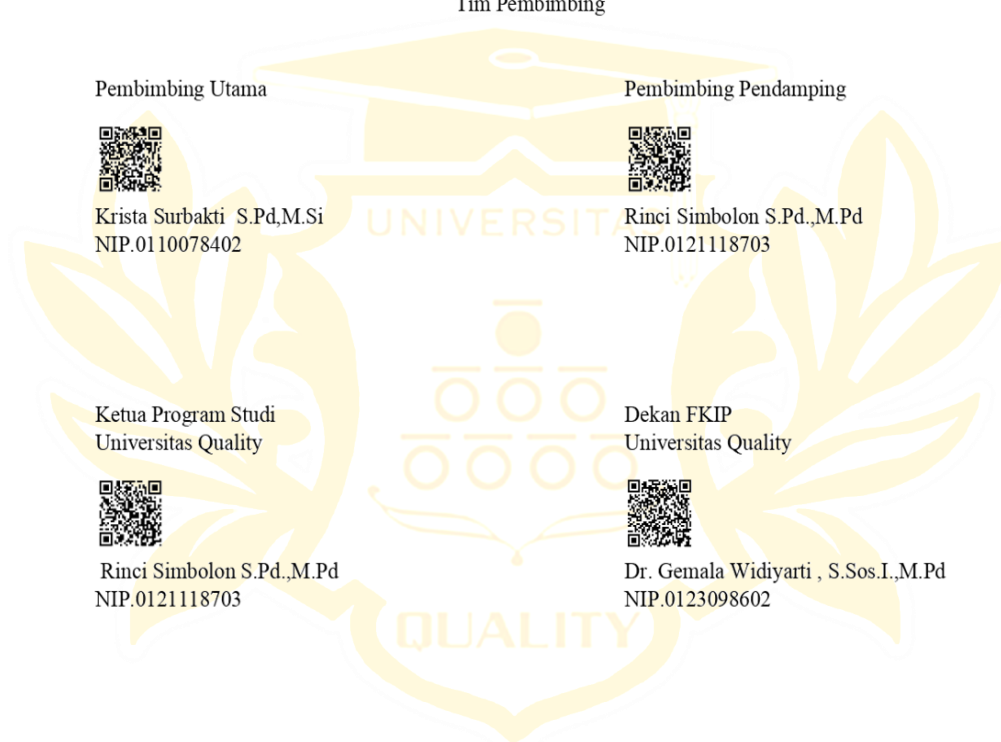 Tim Pembimbing
Pembimbing Utama
Pembimbing Pendamping
Krista Surbakti  S.Pd,M.Si
NIP.0110078402
Rinci Simbolon S.Pd.,M.Pd
NIP.0121118703
UNIVERSITAS
Ketua Program Studi
Universitas Quality
Dekan FKIP
Universitas Quality
Rinci Simbolon S.Pd.,M.Pd
NIP.0121118703
Dr. Gemala Widiyarti , S.Sos.I.,M.Pd
NIP.0123098602
QUALITY